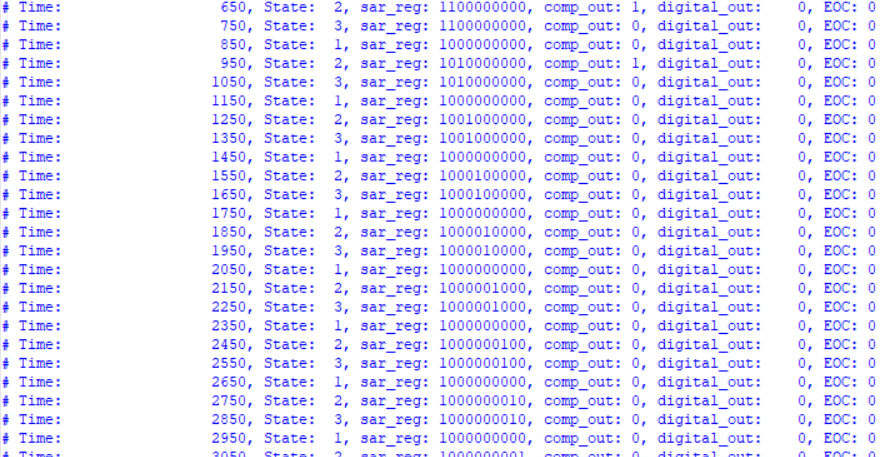 # Time: 650, State: 2, sar_reg: 1100000000, comp_out: 1, digital_out: 0, EOC: 0
# Time: 750, State: 3, sar_reg: 1100000000, comp_out: 0, digital_out: 0, EOC: 0
# Time: 850, State: 1, sar_reg: 1000000000, comp_out: 0, digital_out: 0, EOC: 0
# Time: 950, State: 2, sar_reg: 1010000000, comp_out: 1, digital_out: 0, EOC: 0
# Time: 1050, State: 3, sar_reg: 1010000000, comp_out: 0, digital_out: 0, EOC: 0
# Time: 1150, State: 1, sar_reg: 1000000000, comp_out: 0, digital_out: 0, EOC: 0
# Time: 1250, State: 2, sar_reg: 1001000000, comp_out: 0, digital_out: 0, EOC: 0
# Time: 1350, State: 3, sar_reg: 1001000000, comp_out: 0, digital_out: 0, EOC: 0
# Time: 1450, State: 1, sar_reg: 1000000000, comp_out: 0, digital_out: 0, EOC: 0
# Time: 1550, State: 2, sar_reg: 1000100000, comp_out: 0, digital_out: 0, EOC: 0
# Time: 1650, State: 3, sar_reg: 1000100000, comp_out: 0, digital_out: 0, EOC: 0
# Time: 1750, State: 1, sar_reg: 1000000000, comp_out: 0, digital_out: 0, EOC: 0
# Time: 1850, State: 2, sar_reg: 1000010000, comp_out: 0, digital_out: 0, EOC: 0
# Time: 1950, State: 3, sar_reg: 1000010000, comp_out: 0, digital_out: 0, EOC: 0
# Time: 2050, State: 1, sar_reg: 1000000000, comp_out: 0, digital_out: 0, EOC: 0
# Time: 2150, State: 2, sar_reg: 1000001000, comp_out: 0, digital_out: 0, EOC: 0
# Time: 2250, State: 3, sar_reg: 1000001000, comp_out: 0, digital_out: 0, EOC: 0
# Time: 2350, State: 1, sar_reg: 1000000000, comp_out: 0, digital_out: 0, EOC: 0
# Time: 2450, State: 2, sar_reg: 1000000100, comp_out: 0, digital_out: 0, EOC: 0
# Time: 2550, State: 3, sar_reg: 1000000100, comp_out: 0, digital_out: 0, EOC: 0
# Time: 2650, State: 1, sar_reg: 1000000000, comp_out: 0, digital_out: 0, EOC: 0
# Time: 2750, State: 2, sar_reg: 1000000010, comp_out: 0, digital_out: 0, EOC: 0
# Time: 2850, State: 3, sar_reg: 1000000010, comp_out: 0, digital_out: 0, EOC: 0
# Time: 2950, State: 1, sar_reg: 1000000000, comp_out: 0, digital_out: 0, EOC: 0
# Time: 3050, State: 2, sar_reg: 1000000001, comp_out: 0, digital_out: 0, EOC: 0